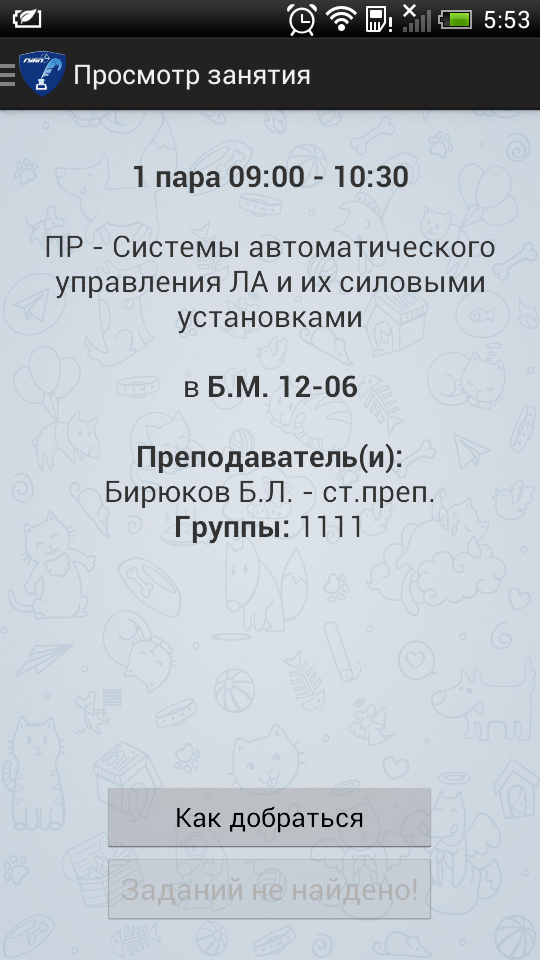 5:53
ГУАП
Просмотр занятия
1 пара 09:00 - 10:30
ПР - Системы автоматического
управления ЛА и их силовыми
установками
в Б.М. 12-06
Преподаватель(и):
Бирюков Б.Л. - ст.преп.
Группы: 1111
Как добраться
Заданий не найдено!